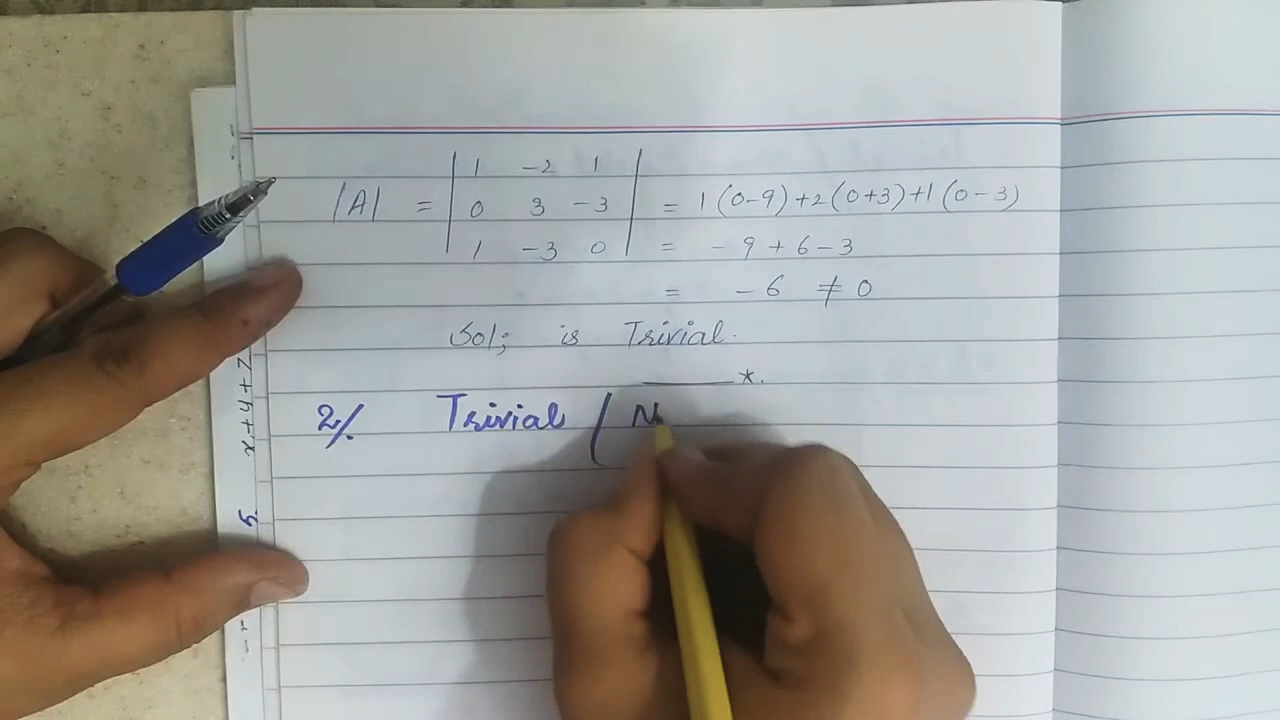 |A| = | 1 -2 1 | = 1(0-9)+2(0+3)+1(0-3)
| 0 3 -3 |
| 1 -3 0 | = -9+6-3
= -6 ≠ 0
Sol; is Trivial.
*.
2/. Trivial / N
x+y+z
5